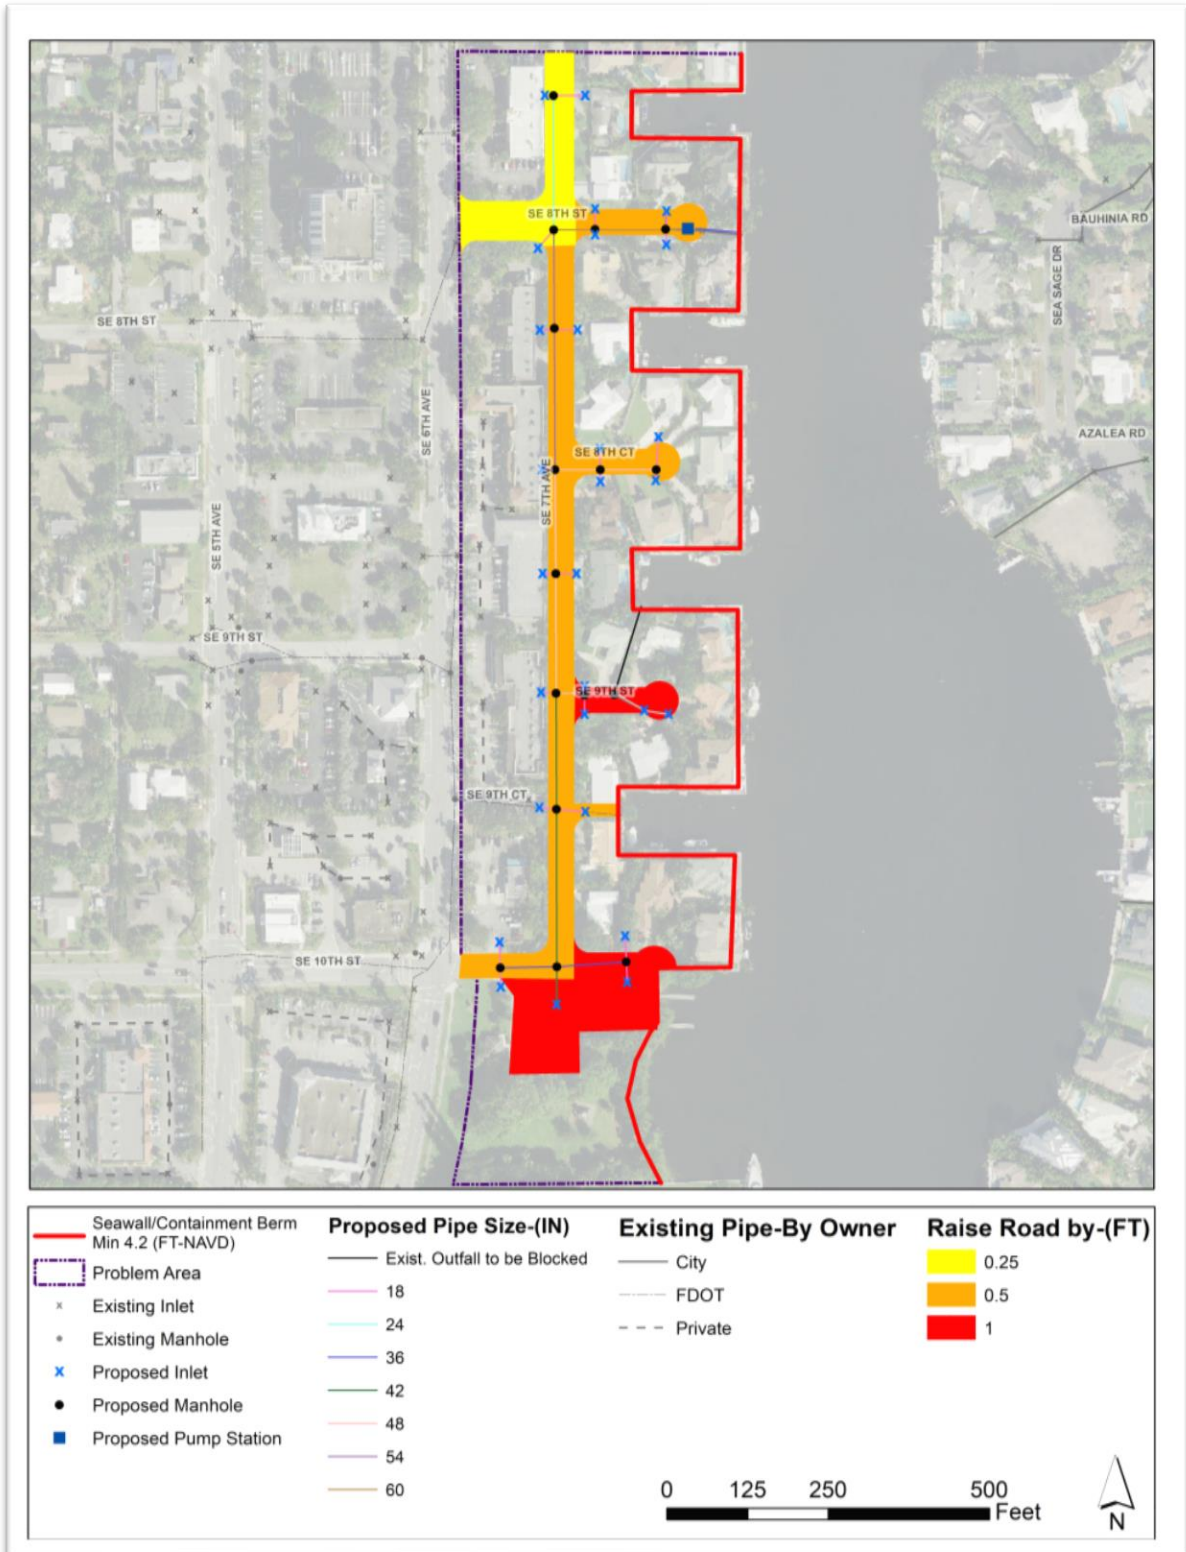 SE 8TH ST
BAUHINIA RD
SEA SAGE DR
SE 8TH ST
SE 6TH AVE
AZALEA RD
SE 8TH CT
SE 7TH AVE
SE 5TH AVE
SE 9TH ST
SE 9TH ST
SE 9TH CT
SE 10TH ST
Seawall/Containment Berm
Min 4.2 (FT-NAVD)
Problem Area
Existing Inlet
Existing Manhole
Proposed Inlet
Proposed Manhole
Proposed Pump Station
Proposed Pipe Size-(IN)
Exist. Outfall to be Blocked
18
24
36
42
48
54
60
Existing Pipe-By Owner
City
FDOT
Private
Raise Road by-(FT)
0.25
0.5
1
0 125 250 500
Feet
N